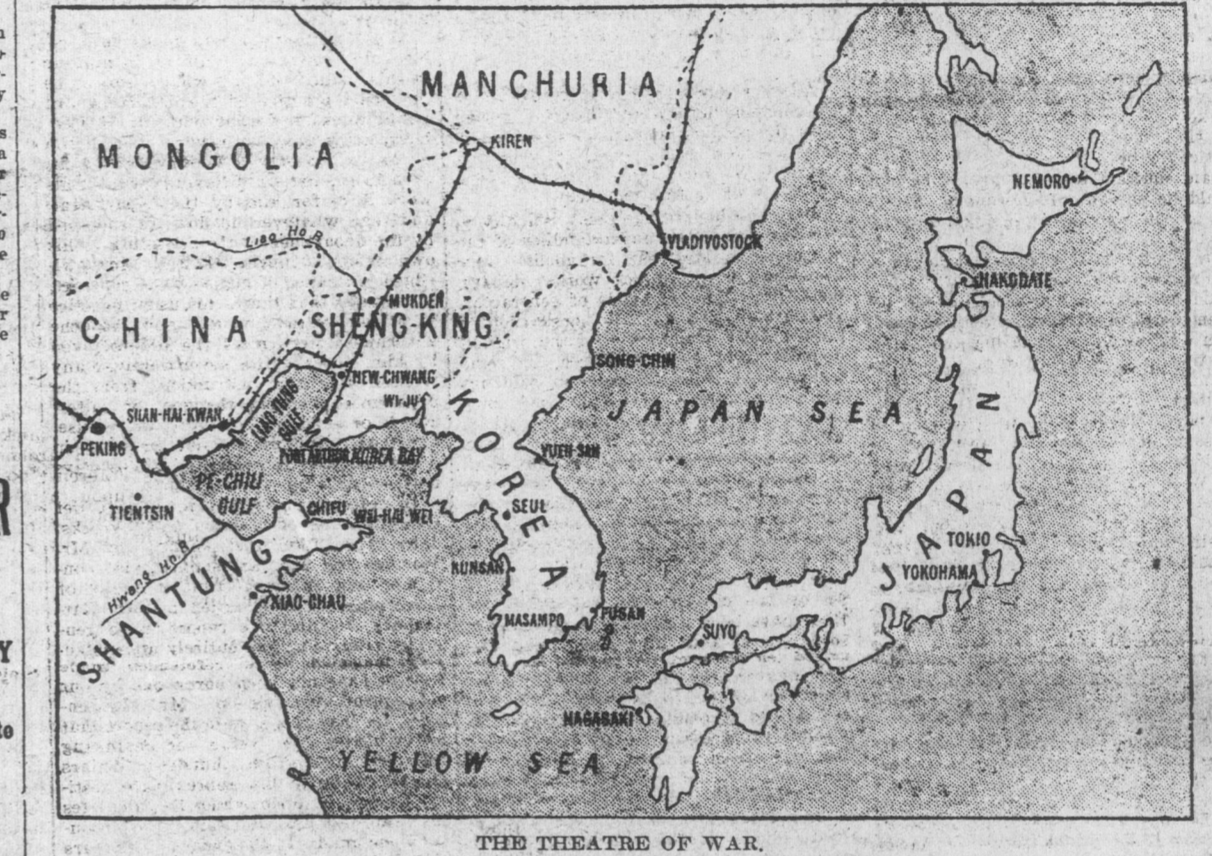 MANCHURIA
MONGOLIA
KIREN
NEMORO
Liao Ho R
VLADIVOSTOCK
HAKODATE
MUKDEN
CHINA
SHENG-KING
SONG-CHIN
NEW-CHWANG
WI-JU
SHAN-HAI-KWAN
LIAO-TUNG
GULF
KOREA
JAPAN SEA
JAPAN
PEKING
PORT ARTHUR
KOREA BAY
YUEN-SAN
PE-CHILI
GULF
TIENTSIN
CHIFU
WEI-HAI WEI
SEUL
TOKIO
YOKOHAMA
Hwang Ho R
SHANTUNG
KUNSAN
KIAO-CHAU
MASAMPO
FUSAN
SUYO
NAGASAKI
YELLOW SEA
THE THEATRE OF WAR.